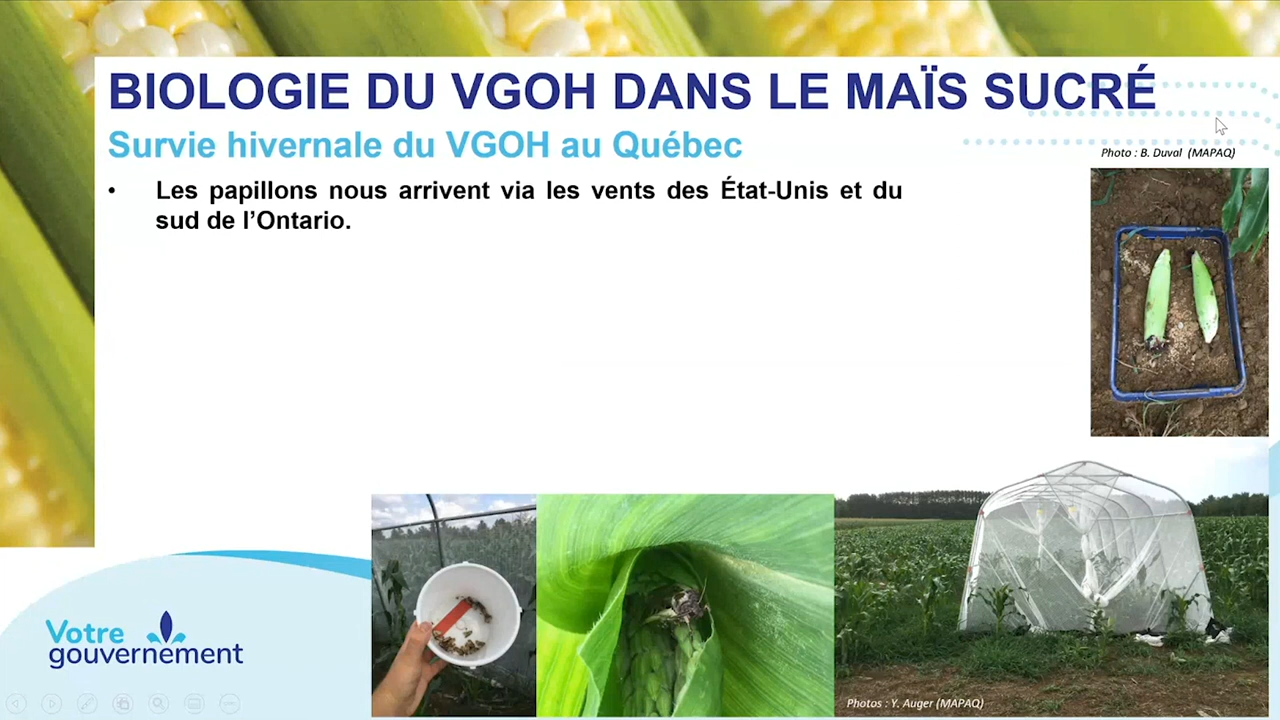 BIOLOGIE DU VGOH DANS LE MAÏS SUCRÉ
Survie hivernale du VGOH au Québec
Photo : B. Duval (MAPAQ)
• Les papillons nous arrivent via les vents des État-Unis et du
sud de l’Ontario.
Votre
gouvernement
Photos : Y. Auger (MAPAQ)